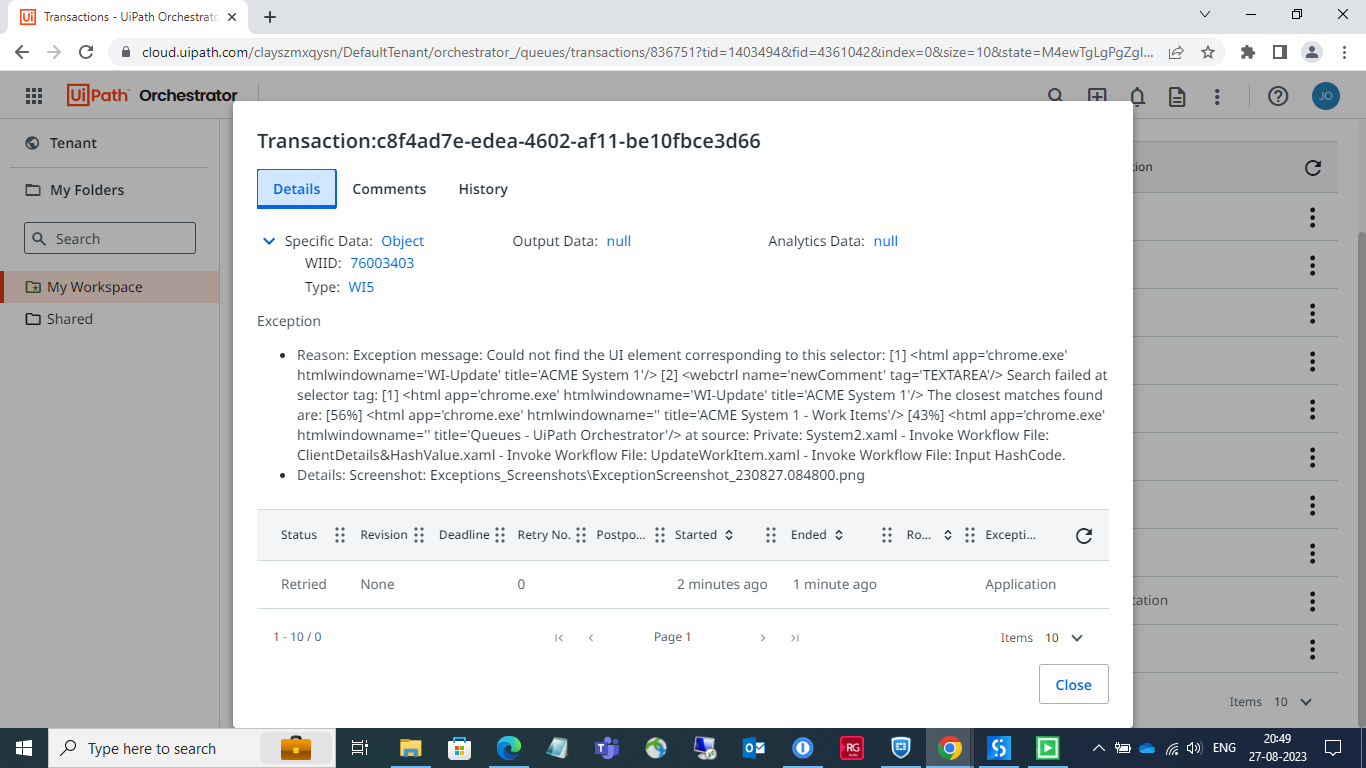 Transactions - UiPath Orchestrato
cloud.uipath.com/clayszmxqysn/DefaultTenant/orchestrator_/queues/transactions/836751?tid=1403494&fid=4361042&index=0&size=10&state=M4ewTgLgPgZgl...
UiPath Orchestrator
JO
Tenant
My Folders
Search
My Workspace
Shared
Transaction:c8f4ad7e-edea-4602-af11-be10fbce3d66
Details Comments History
Specific Data: Object Output Data: null Analytics Data: null
WIID: 76003403
Type: WI5
Exception
Reason: Exception message: Could not find the UI element corresponding to this selector: [1] <html app='chrome.exe'
htmlwindowname='WI-Update' title='ACME System 1'/> [2] <webctrl name='newComment' tag='TEXTAREA'/> Search failed at
selector tag: [1] <html app='chrome.exe' htmlwindowname='WI-Update' title='ACME System 1'/> The closest matches found
are: [56%] <html app='chrome.exe' htmlwindowname='' title='ACME System 1 - Work Items'/> [43%] <html app='chrome.exe'
htmlwindowname='' title='Queues - UiPath Orchestrator'/> at source: Private: System2.xaml - Invoke Workflow File:
ClientDetails&HashValue.xaml - Invoke Workflow File: UpdateWorkItem.xaml - Invoke Workflow File: Input HashCode.
Details: Screenshot: Exceptions_Screenshots\ExceptionScreenshot_230827.084800.png
Status Revision Deadline Retry No. Postpo... Started Ended Ro... Excepti...
Retried None 0 2 minutes ago 1 minute ago Application
1 - 10 / 0 Page 1 Items 10
Close
tion
cation
Items 10
Type here to search
RG
ENG
20:49
27-08-2023